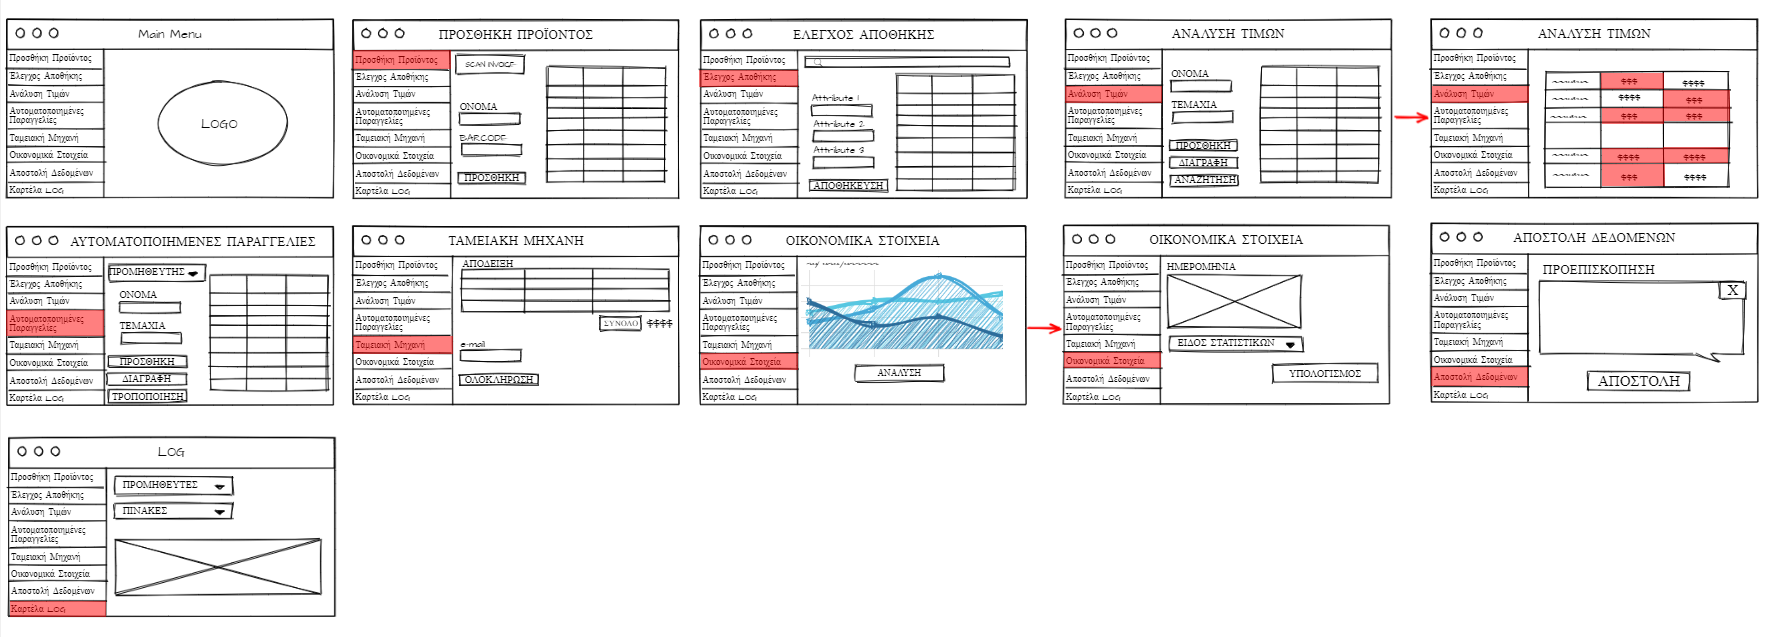 Main Menu
Προσθήκη Προϊόντος
Έλεγχος Αποθήκης
Ανάλυση Τιμών
Αυτοματοποιημένες
Παραγγελίες
Ταμειακή Μηχανή
Οικονομικά Στοιχεία
Αποστολή Δεδομένων
Καρτέλα LOG
LOGO
ΠΡΟΣΘΗΚΗ ΠΡΟΪΟΝΤΟΣ
Προσθήκη Προϊόντος
Έλεγχος Αποθήκης
Ανάλυση Τιμών
Αυτοματοποιημένες
Παραγγελίες
Ταμειακή Μηχανή
Οικονομικά Στοιχεία
Αποστολή Δεδομένων
Καρτέλα LOG
SCAN INVOICE
ΟΝΟΜΑ
BARCODE
ΠΡΟΣΘΗΚΗ
ΕΛΕΓΧΟΣ ΑΠΟΘΗΚΗΣ
Προσθήκη Προϊόντος
Έλεγχος Αποθήκης
Ανάλυση Τιμών
Αυτοματοποιημένες
Παραγγελίες
Ταμειακή Μηχανή
Οικονομικά Στοιχεία
Αποστολή Δεδομένων
Καρτέλα LOG
Attribute 1
Attribute 2
Attribute 3
ΑΠΟΘΗΚΕΥΣΗ
ΑΝΑΛΥΣΗ ΤΙΜΩΝ
Προσθήκη Προϊόντος
Έλεγχος Αποθήκης
Ανάλυση Τιμών
Αυτοματοποιημένες
Παραγγελίες
Ταμειακή Μηχανή
Οικονομικά Στοιχεία
Αποστολή Δεδομένων
Καρτέλα LOG
ΟΝΟΜΑ
ΤΕΜΑΧΙΑ
ΠΡΟΣΘΗΚΗ
ΔΙΑΓΡΑΦΗ
ΑΝΑΖΗΤΗΣΗ
ΑΝΑΛΥΣΗ ΤΙΜΩΝ
Προσθήκη Προϊόντος
Έλεγχος Αποθήκης
Ανάλυση Τιμών
Αυτοματοποιημένες
Παραγγελίες
Ταμειακή Μηχανή
Οικονομικά Στοιχεία
Αποστολή Δεδομένων
Καρτέλα LOG
$$$ $$$$
$$$$ $$$
$$$ $$$
$$$$ $$$$
$$$ $$$$
ΑΥΤΟΜΑΤΟΠΟΙΗΜΕΝΕΣ ΠΑΡΑΓΓΕΛΙΕΣ
Προσθήκη Προϊόντος
Έλεγχος Αποθήκης
Ανάλυση Τιμών
Αυτοματοποιημένες
Παραγγελίες
Ταμειακή Μηχανή
Οικονομικά Στοιχεία
Αποστολή Δεδομένων
Καρτέλα LOG
ΠΡΟΜΗΘΕΥΤΗΣ
ΟΝΟΜΑ
ΤΕΜΑΧΙΑ
ΠΡΟΣΘΗΚΗ
ΔΙΑΓΡΑΦΗ
ΤΡΟΠΟΠΟΙΗΣΗ
ΤΑΜΕΙΑΚΗ ΜΗΧΑΝΗ
Προσθήκη Προϊόντος
Έλεγχος Αποθήκης
Ανάλυση Τιμών
Αυτοματοποιημένες
Παραγγελίες
Ταμειακή Μηχανή
Οικονομικά Στοιχεία
Αποστολή Δεδομένων
Καρτέλα LOG
ΑΠΟΔΕΙΞΗ
ΣΥΝΟΛΟ $$$$
e-mail
ΟΛΟΚΛΗΡΩΣΗ
ΟΙΚΟΝΟΜΙΚΑ ΣΤΟΙΧΕΙΑ
Προσθήκη Προϊόντος
Έλεγχος Αποθήκης
Ανάλυση Τιμών
Αυτοματοποιημένες
Παραγγελίες
Ταμειακή Μηχανή
Οικονομικά Στοιχεία
Αποστολή Δεδομένων
Καρτέλα LOG
ΑΝΑΛΥΣΗ
ΟΙΚΟΝΟΜΙΚΑ ΣΤΟΙΧΕΙΑ
Προσθήκη Προϊόντος
Έλεγχος Αποθήκης
Ανάλυση Τιμών
Αυτοματοποιημένες
Παραγγελίες
Ταμειακή Μηχανή
Οικονομικά Στοιχεία
Αποστολή Δεδομένων
Καρτέλα LOG
ΗΜΕΡΟΜΗΝΙΑ
ΕΙΔΟΣ ΣΤΑΤΙΣΤΙΚΩΝ
ΥΠΟΛΟΓΙΣΜΟΣ
ΑΠΟΣΤΟΛΗ ΔΕΔΟΜΕΝΩΝ
Προσθήκη Προϊόντος
Έλεγχος Αποθήκης
Ανάλυση Τιμών
Αυτοματοποιημένες
Παραγγελίες
Ταμειακή Μηχανή
Οικονομικά Στοιχεία
Αποστολή Δεδομένων
Καρτέλα LOG
ΠΡΟΕΠΙΣΚΟΠΗΣΗ
X
ΑΠΟΣΤΟΛΗ
LOG
Προσθήκη Προϊόντος
Έλεγχος Αποθήκης
Ανάλυση Τιμών
Αυτοματοποιημένες
Παραγγελίες
Ταμειακή Μηχανή
Οικονομικά Στοιχεία
Αποστολή Δεδομένων
Καρτέλα LOG
ΠΡΟΜΗΘΕΥΤΕΣ
ΠΙΝΑΚΕΣ